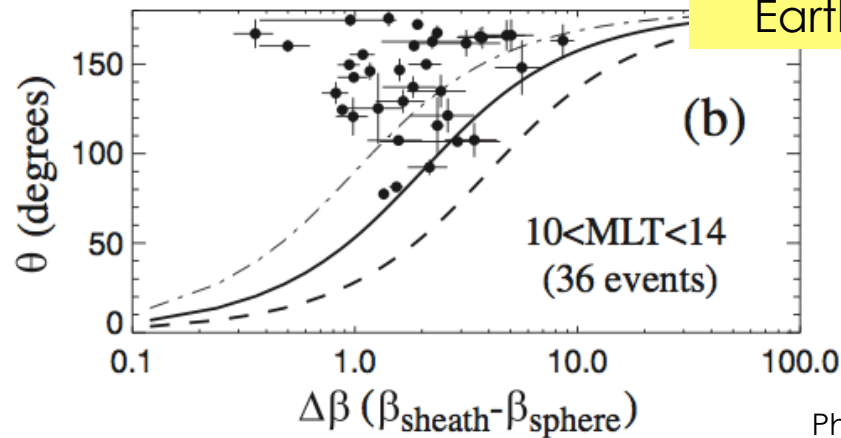 Earth
150
100
50
0
θ (degrees)
(b)
10<MLT<14
(36 events)
0.1
1.0
10.0
100.0
Δβ (βsheath-βsphere)
Ph